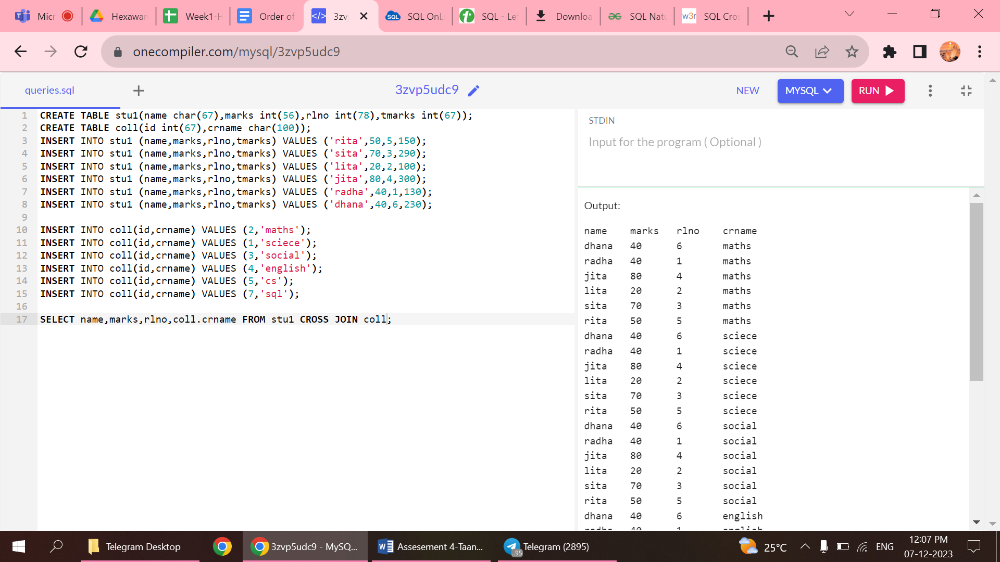 Micr Hexaware Week1-H Order of 3zv SQL OnL SQL - Lef Downloa SQL Natu w3r SQL Cros
onecompiler.com/mysql/3zvp5udc9
queries.sql 3zvp5udc9 NEW MYSQL RUN
1 CREATE TABLE stu1(name char(67),marks int(56),rlno int(78),tmarks int(67));
2 CREATE TABLE coll(id int(67),crname char(100));
3 INSERT INTO stu1 (name,marks,rlno,tmarks) VALUES ('rita',50,5,150);
4 INSERT INTO stu1 (name,marks,rlno,tmarks) VALUES ('sita',70,3,290);
5 INSERT INTO stu1 (name,marks,rlno,tmarks) VALUES ('lita',20,2,100);
6 INSERT INTO stu1 (name,marks,rlno,tmarks) VALUES ('jita',80,4,300);
7 INSERT INTO stu1 (name,marks,rlno,tmarks) VALUES ('radha',40,1,130);
8 INSERT INTO stu1 (name,marks,rlno,tmarks) VALUES ('dhana',40,6,230);
9
10 INSERT INTO coll(id,crname) VALUES (2,'maths');
11 INSERT INTO coll(id,crname) VALUES (1,'sciece');
12 INSERT INTO coll(id,crname) VALUES (3,'social');
13 INSERT INTO coll(id,crname) VALUES (4,'english');
14 INSERT INTO coll(id,crname) VALUES (5,'cs');
15 INSERT INTO coll(id,crname) VALUES (7,'sql');
16
17 SELECT name,marks,rlno,coll.crname FROM stu1 CROSS JOIN coll;
STDIN
Input for the program ( Optional )
Output:
name marks rlno crname
dhana 40 6 maths
radha 40 1 maths
jita 80 4 maths
lita 20 2 maths
sita 70 3 maths
rita 50 5 maths
dhana 40 6 sciece
radha 40 1 sciece
jita 80 4 sciece
lita 20 2 sciece
sita 70 3 sciece
rita 50 5 sciece
dhana 40 6 social
radha 40 1 social
jita 80 4 social
lita 20 2 social
sita 70 3 social
rita 50 5 social
dhana 40 6 english
radha 40 1 english
Telegram Desktop 3zvp5udc9 - MySQ... Assesement 4-Taan... Telegram (2895) 25°C ENG 12:07 PM
07-12-2023